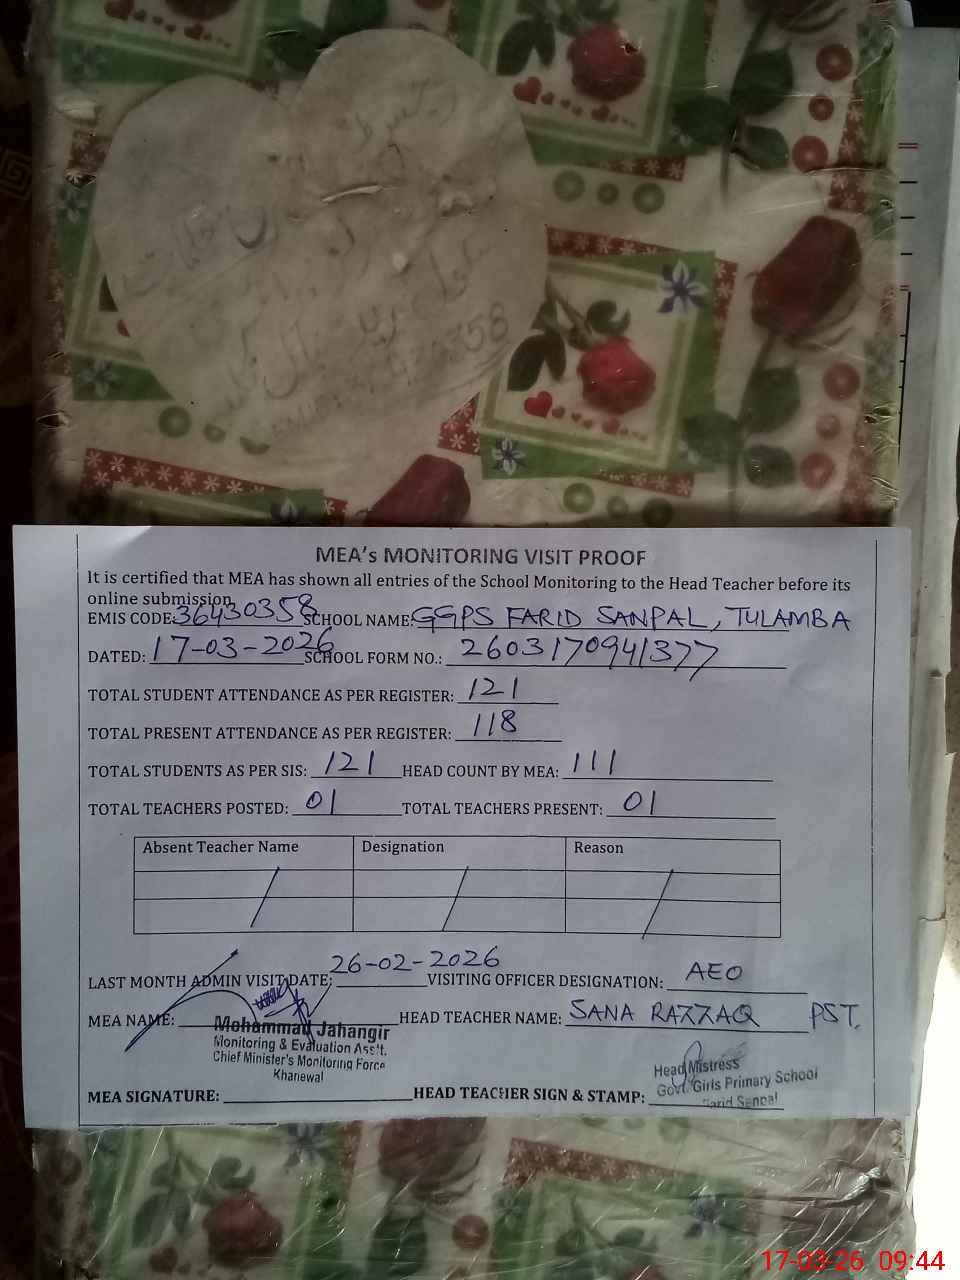 430358
MEA's MONITORING VISIT PROOF
It is certified that MEA has shown all entries of the School Monitoring to the Head Teacher before its
online submission.
EMIS CODE: 36430358 SCHOOL NAME: GGPS FARID SANPAL, TULAMBA
DATED: 17-03-2026 SCHOOL FORM NO.: 2603170941377
TOTAL STUDENT ATTENDANCE AS PER REGISTER: 121
TOTAL PRESENT ATTENDANCE AS PER REGISTER: 118
TOTAL STUDENTS AS PER SIS: 121 HEAD COUNT BY MEA: 111
TOTAL TEACHERS POSTED: 01 TOTAL TEACHERS PRESENT: 01
Absent Teacher Name Designation Reason
LAST MONTH ADMIN VISIT DATE: 26-02-2026 VISITING OFFICER DESIGNATION: AEO
MEA NAME: HEAD TEACHER NAME: SANA RAZZAQ PST.
Mohammad Jahangir
Monitoring & Evaluation Ass't.
Chief Minister's Monitoring Force
Khanewal
Head Mistress
Govt. Girls Primary School
Farid Sanpal
MEA SIGNATURE: HEAD TEACHER SIGN & STAMP:
17-03-26 09:44